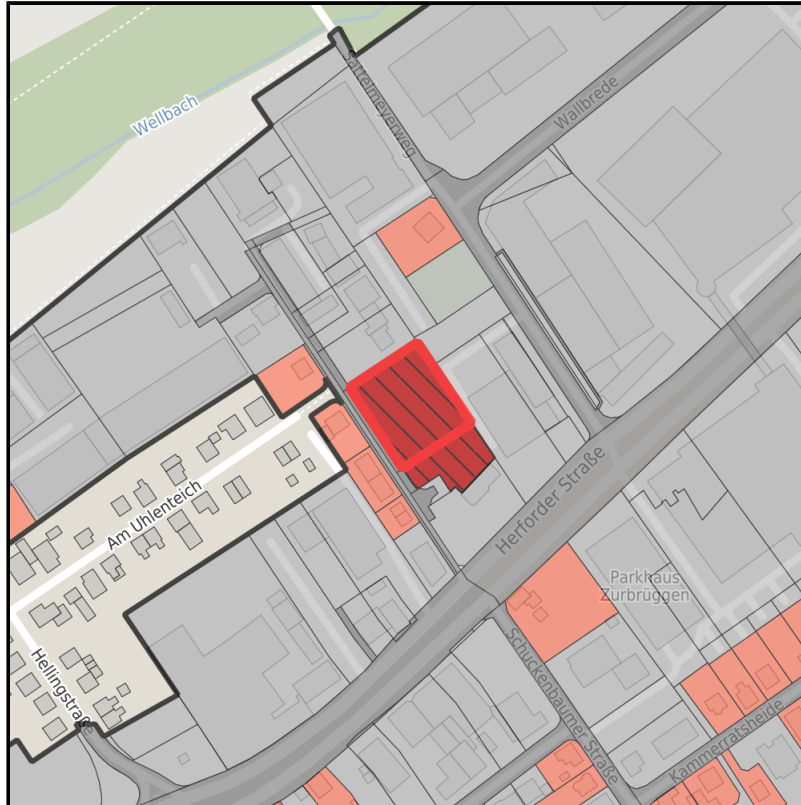 Wellbach
Wallbrede
Am Uhlenteich
Herforder Straße
Parkhaus
Zurbrüggen
Hellingstraße
Schuckenbaumer Straße
Kammerratsheide